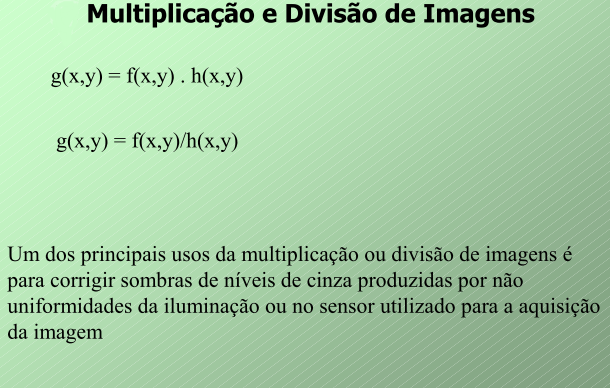 Multiplicação e Divisão de Imagens
g(x,y) = f(x,y) . h(x,y)
g(x,y) = f(x,y)/h(x,y)
Um dos principais usos da multiplicação ou divisão de imagens é
para corrigir sombras de níveis de cinza produzidas por não
uniformidades da iluminação ou no sensor utilizado para a aquisição
da imagem